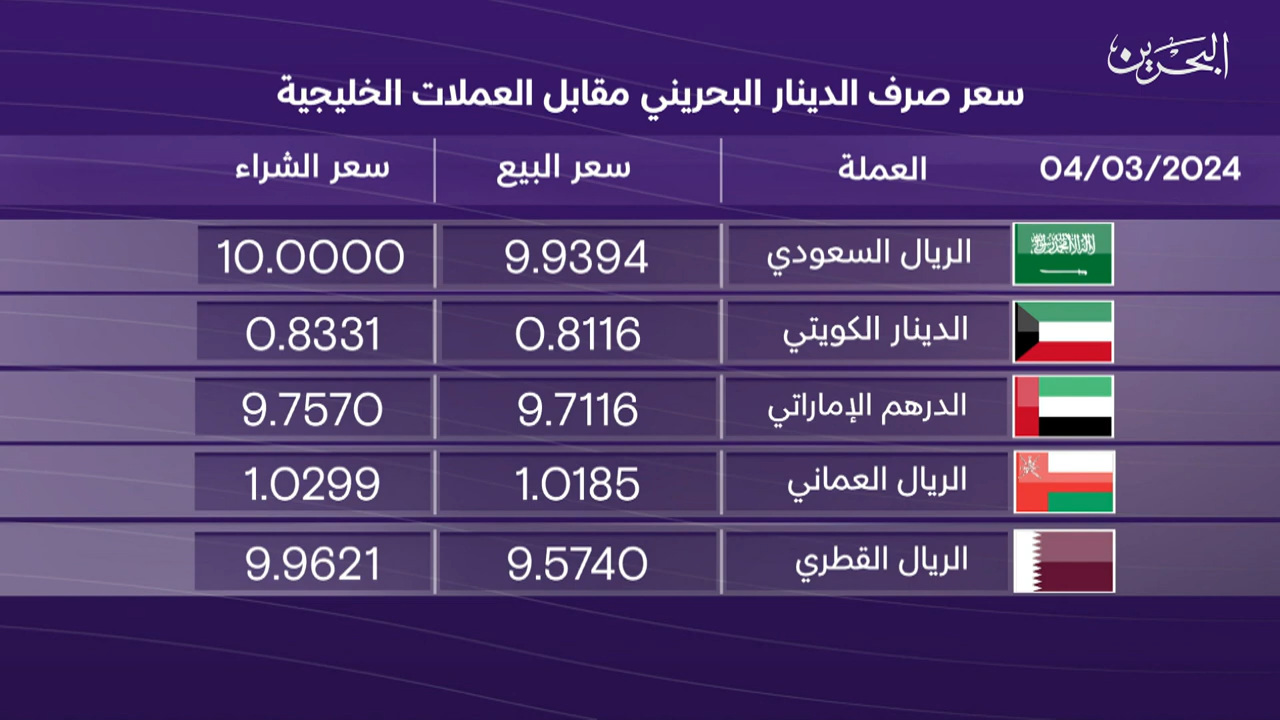 البحرين
سعر صرف الدينار البحريني مقابل العملات الخليجية
04/03/2024 العملة سعر البيع سعر الشراء
الريال السعودي 9.9394 10.0000
الدينار الكويتي 0.8116 0.8331
الدرهم الإماراتي 9.7116 9.7570
الريال العماني 1.0185 1.0299
الريال القطري 9.5740 9.9621